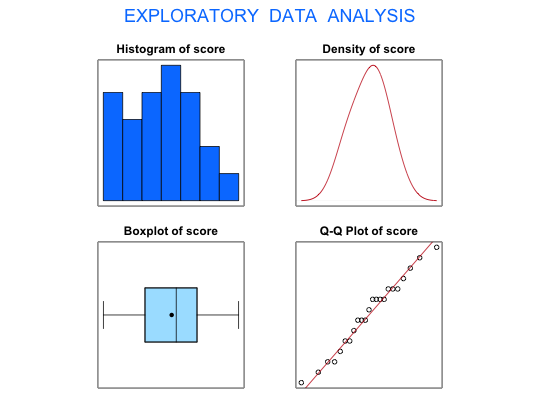 EXPLORATORY DATA ANALYSIS
Histogram of score
Density of score
Boxplot of score
Q-Q Plot of score